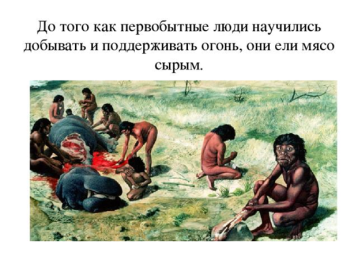 До того как первобытные люди научились
добывать и поддерживать огонь, они ели мясо
сырым.